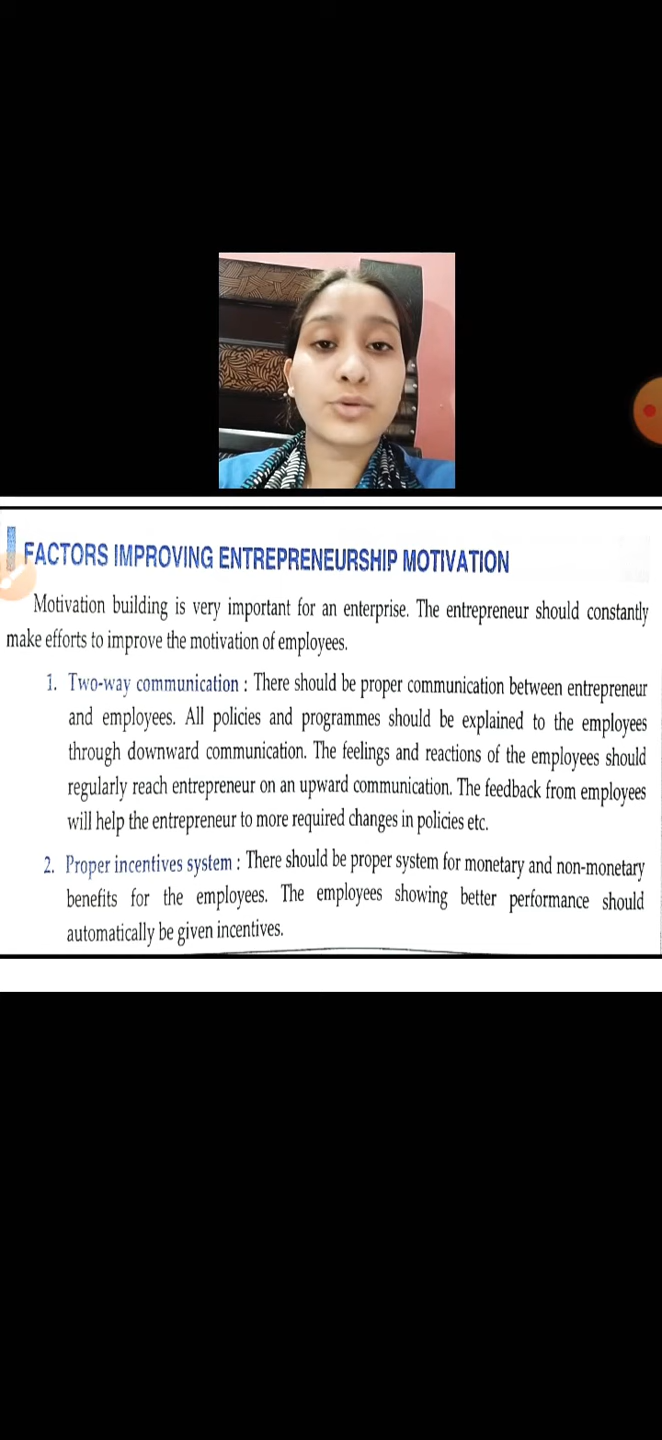 FACTORS IMPROVING ENTREPRENEURSHIP MOTIVATION
Motivation building is very important for an enterprise. The entrepreneur should constantly
make efforts to improve the motivation of employees.
1. Two-way communication : There should be proper communication between entrepreneur
and employees. All policies and programmes should be explained to the employees
through downward communication. The feelings and reactions of the employees should
regularly reach entrepreneur on an upward communication. The feedback from employees
will help the entrepreneur to more required changes in policies etc.
2. Proper incentives system : There should be proper system for monetary and non-monetary
benefits for the employees. The employees showing better performance should
automatically be given incentives.